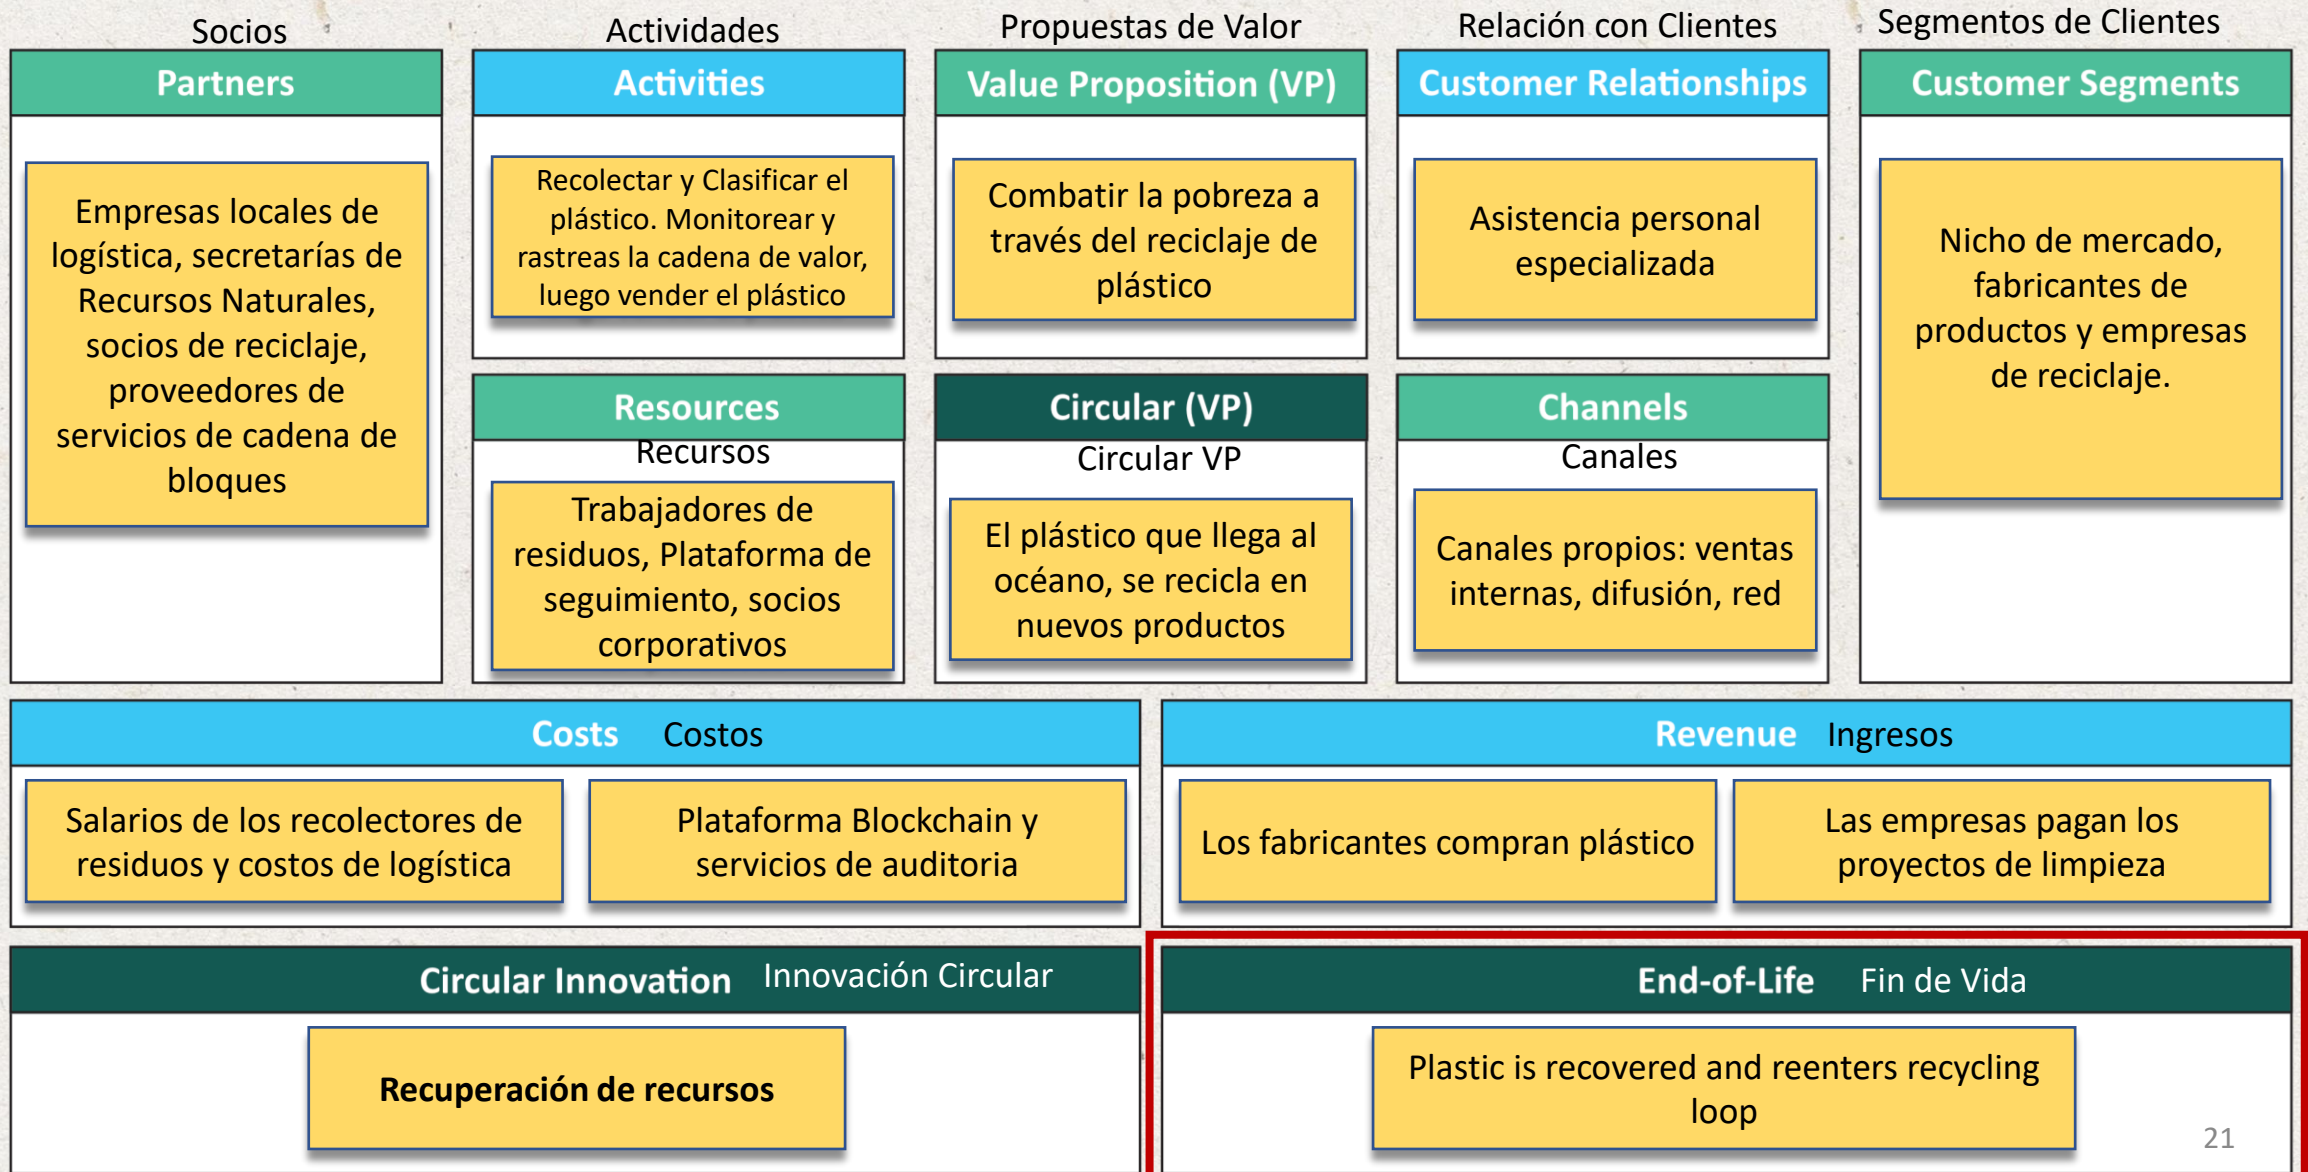 Socios
Partners
Empresas locales de
logística, secretarías de
Recursos Naturales,
socios de reciclaje,
proveedores de
servicios de cadena de
bloques
Actividades
Activities
Recolectar y Clasificar el
plástico. Monitorear y
rastreas la cadena de valor,
luego vender el plástico
Resources
Recursos
Trabajadores de
residuos, Plataforma de
seguimiento, socios
corporativos
Propuestas de Valor
Value Proposition (VP)
Combatir la pobreza a
través del reciclaje de
plástico
Circular (VP)
Circular VP
El plástico que llega al
océano, se recicla en
nuevos productos
Relación con Clientes
Customer Relationships
Asistencia personal
especializada
Channels
Canales
Canales propios: ventas
internas, difusión, red
Segmentos de Clientes
Customer Segments
Nicho de mercado,
fabricantes de
productos y empresas
de reciclaje.
Costs Costos
Salarios de los recolectores de
residuos y costos de logística
Plataforma Blockchain y
servicios de auditoria
Revenue Ingresos
Los fabricantes compran plástico
Las empresas pagan los
proyectos de limpieza
Circular Innovation Innovación Circular
Recuperación de recursos
End-of-Life Fin de Vida
Plastic is recovered and reenters recycling
loop
21